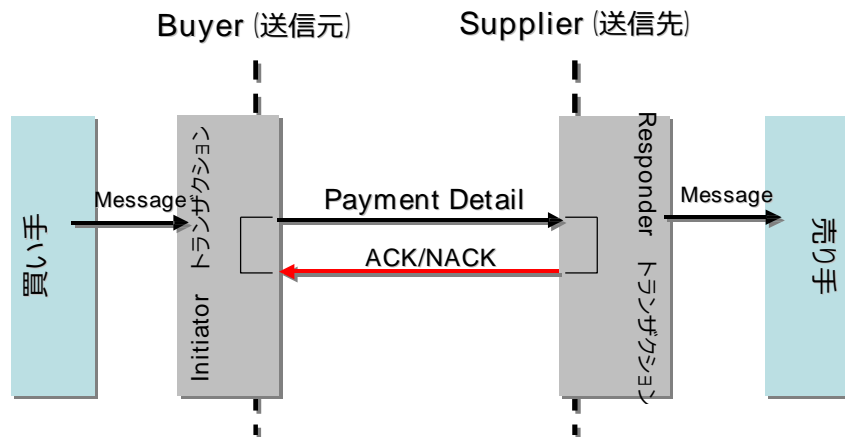 Buyer (送信元)
Supplier (送信先)
買い手
Message
Initiator トランザクション
Payment Detail
ACK/NACK
Responder トランザクション
Message
売り手